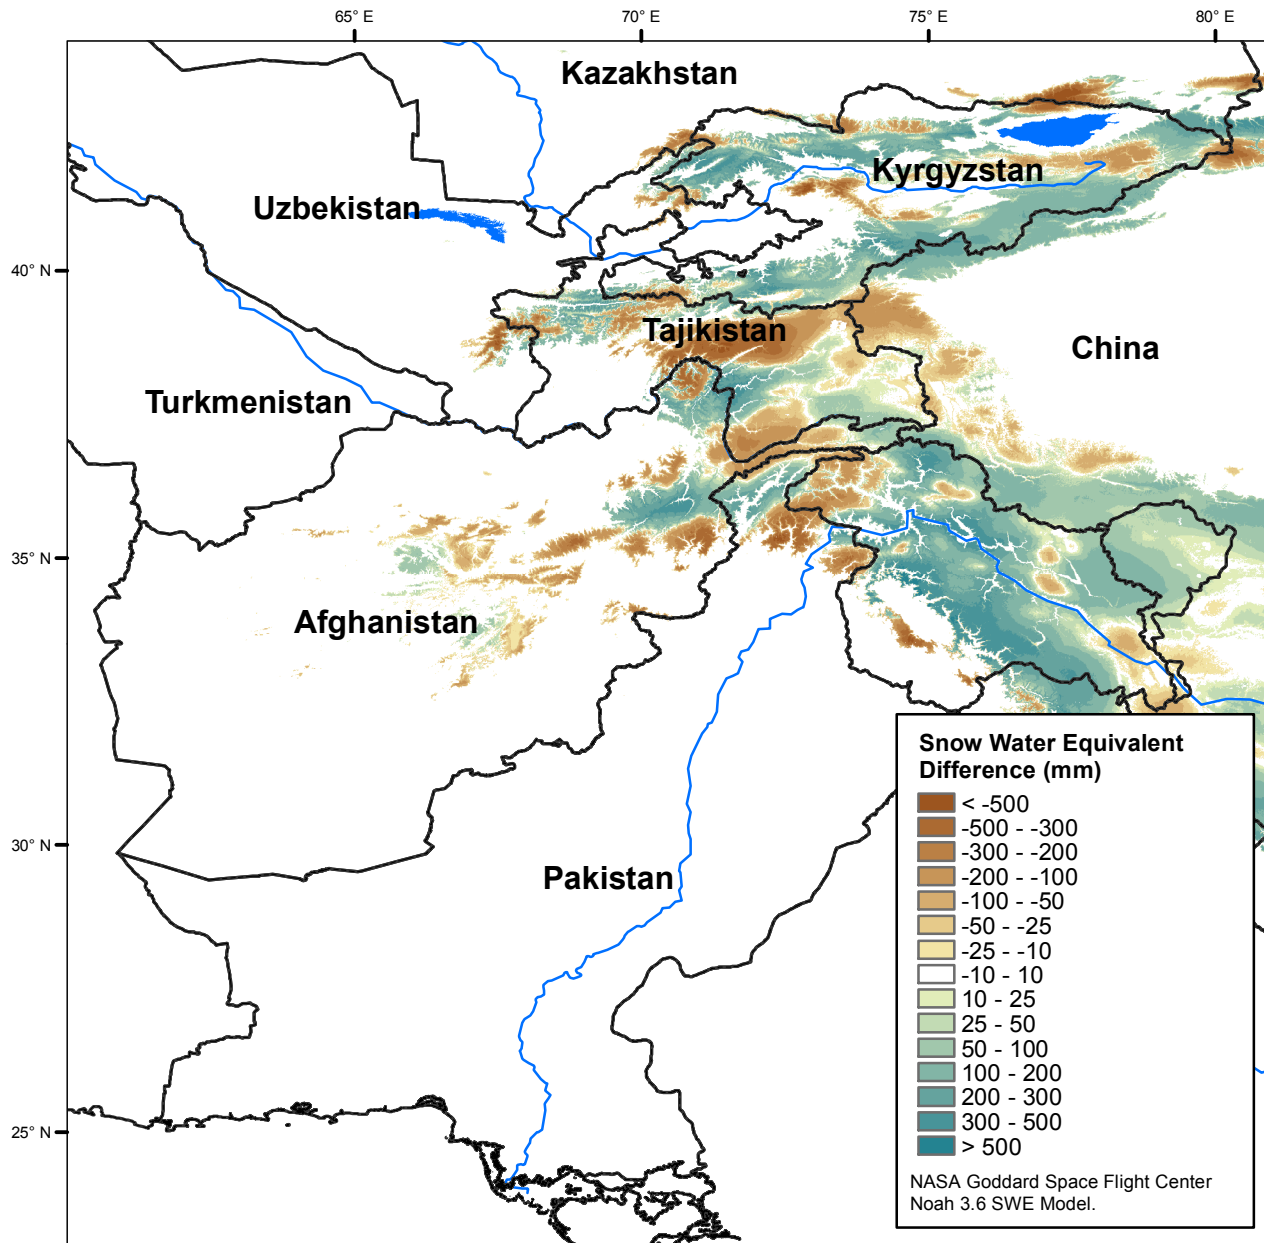 65° E
70° E
75° E
80° E
Kazakhstan
Kyrgyzstan
Uzbekistan
40° N
Tajikistan
China
Turkmenistan
35° N
Afghanistan
30° N
Pakistan
25° N
Snow Water Equivalent
Difference (mm)
< -500
-500 - -300
-300 - -200
-200 - -100
-100 - -50
-50 - -25
-25 - -10
-10 - 10
10 - 25
25 - 50
50 - 100
100 - 200
200 - 300
300 - 500
> 500
NASA Goddard Space Flight Center
Noah 3.6 SWE Model.